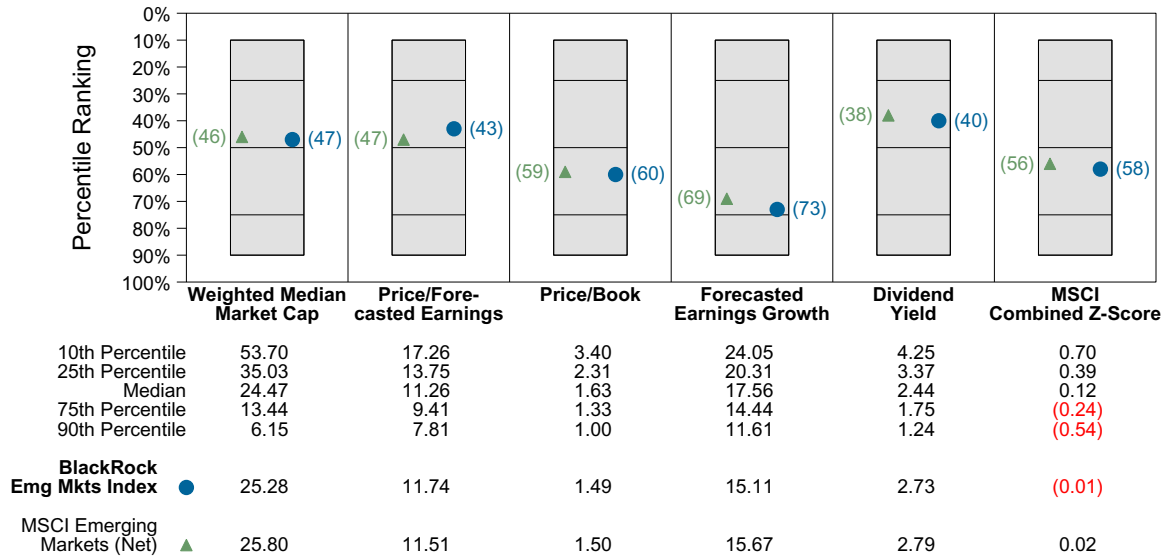 0%
10%
20%
30%
40%
50%
60%
70%
80%
90%
100%
Percentile Ranking
(46) (47)
(47) (43)
(59) (60)
(69) (73)
(38) (40)
(56) (58)
Weighted Median
Market Cap
Price/Fore-
casted Earnings
Price/Book
Forecasted
Earnings Growth
Dividend
Yield
MSCI
Combined Z-Score
10th Percentile 53.70 17.26 3.40 24.05 4.25 0.70
25th Percentile 35.03 13.75 2.31 20.31 3.37 0.39
Median 24.47 11.26 1.63 17.56 2.44 0.12
75th Percentile 13.44 9.41 1.33 14.44 1.75 (0.24)
90th Percentile 6.15 7.81 1.00 11.61 1.24 (0.54)
BlackRock
Emg Mkts Index 25.28 11.74 1.49 15.11 2.73 (0.01)
MSCI Emerging
Markets (Net) 25.80 11.51 1.50 15.67 2.79 0.02